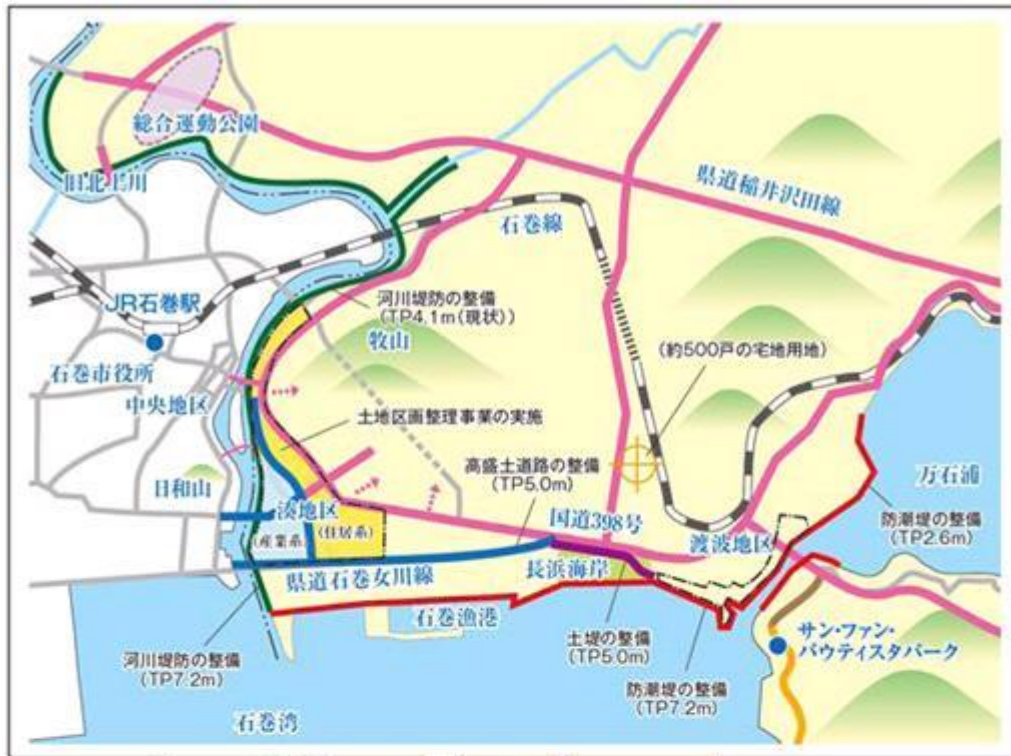 総合運動公園
旧北上川
県道稲井沢田線
石巻線
JR石巻駅
河川堤防の整備
(TP4.1m(現状))
牧山
(約500戸の宅地用地)
石巻市役所
中央地区
土地区画整理事業の実施
高盛土道路の整備
(TP5.0m)
日和山
万石浦
湊地区
(産業系)
(住居系)
国道398号
渡波地区
防潮堤の整備
(TP2.6m)
県道石巻女川線
長浜海岸
石巻漁港
土堤の整備
(TP5.0m)
サン・ファン・
バウティスタパーク
河川堤防の整備
(TP7.2m)
防潮堤の整備
(TP7.2m)
石巻湾